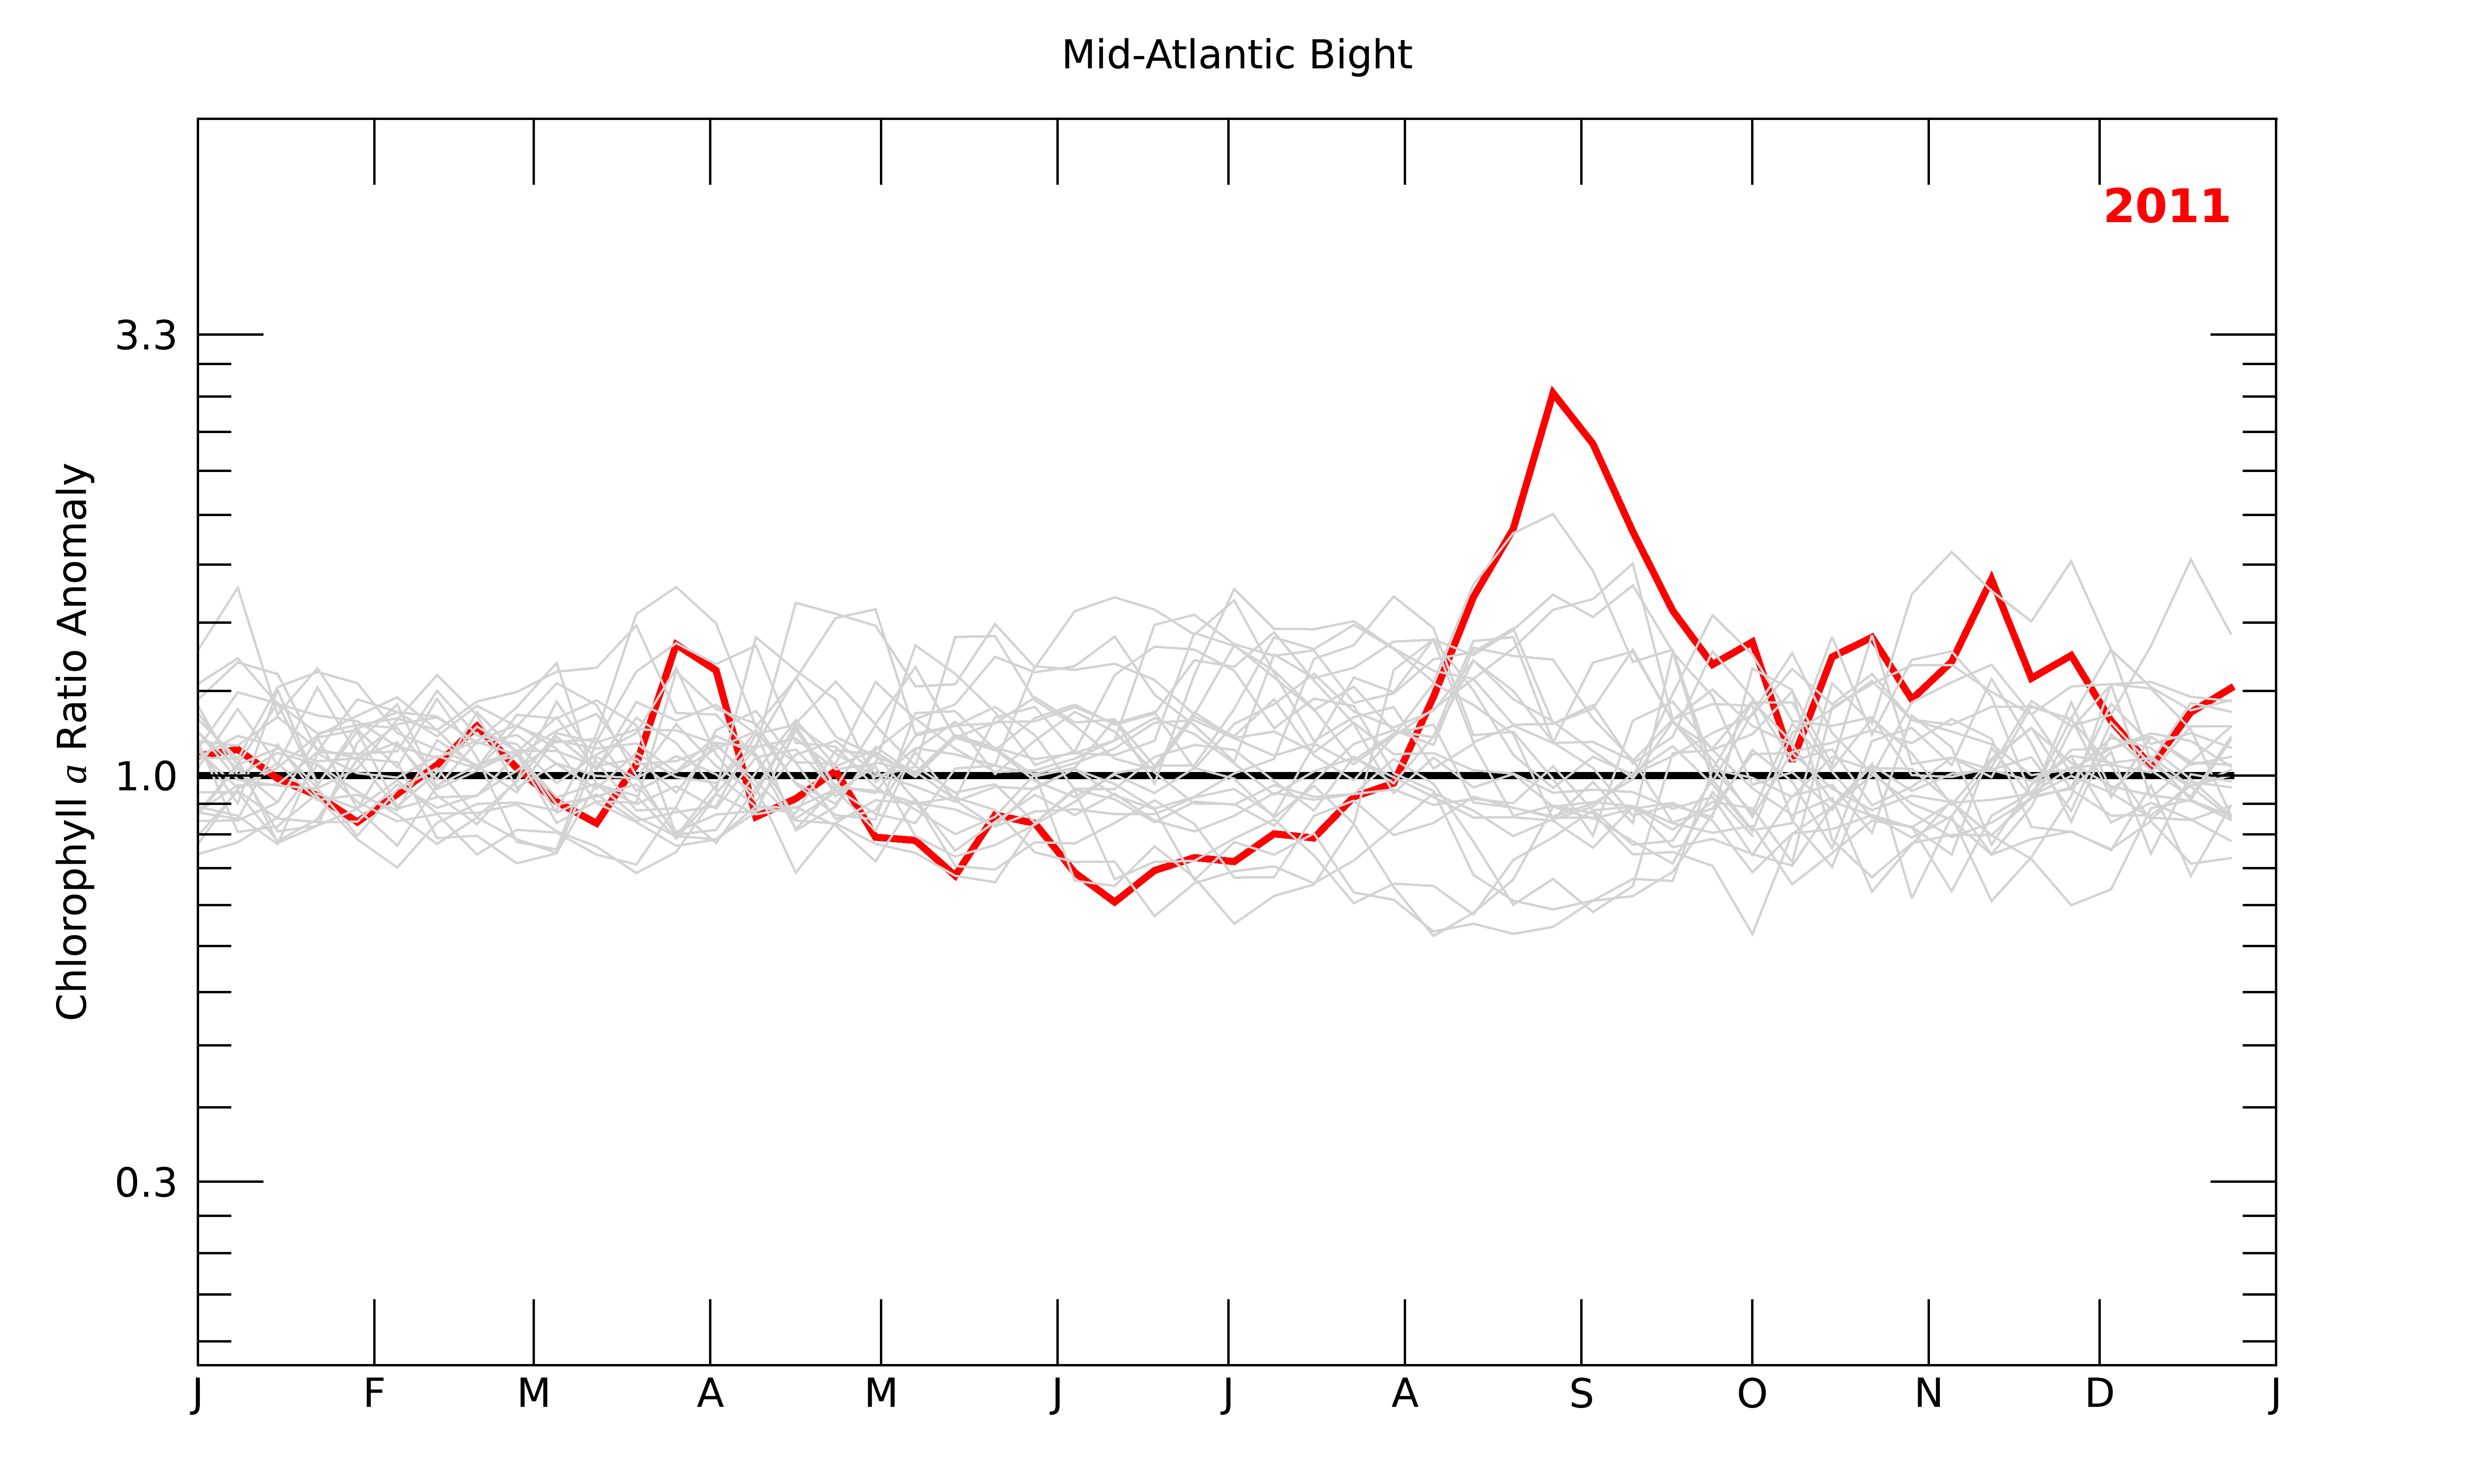 Mid-Atlantic Bight
2011
Chlorophyll a Ratio Anomaly
3.3
1.0
0.3
J F M A M J J A S O N D J